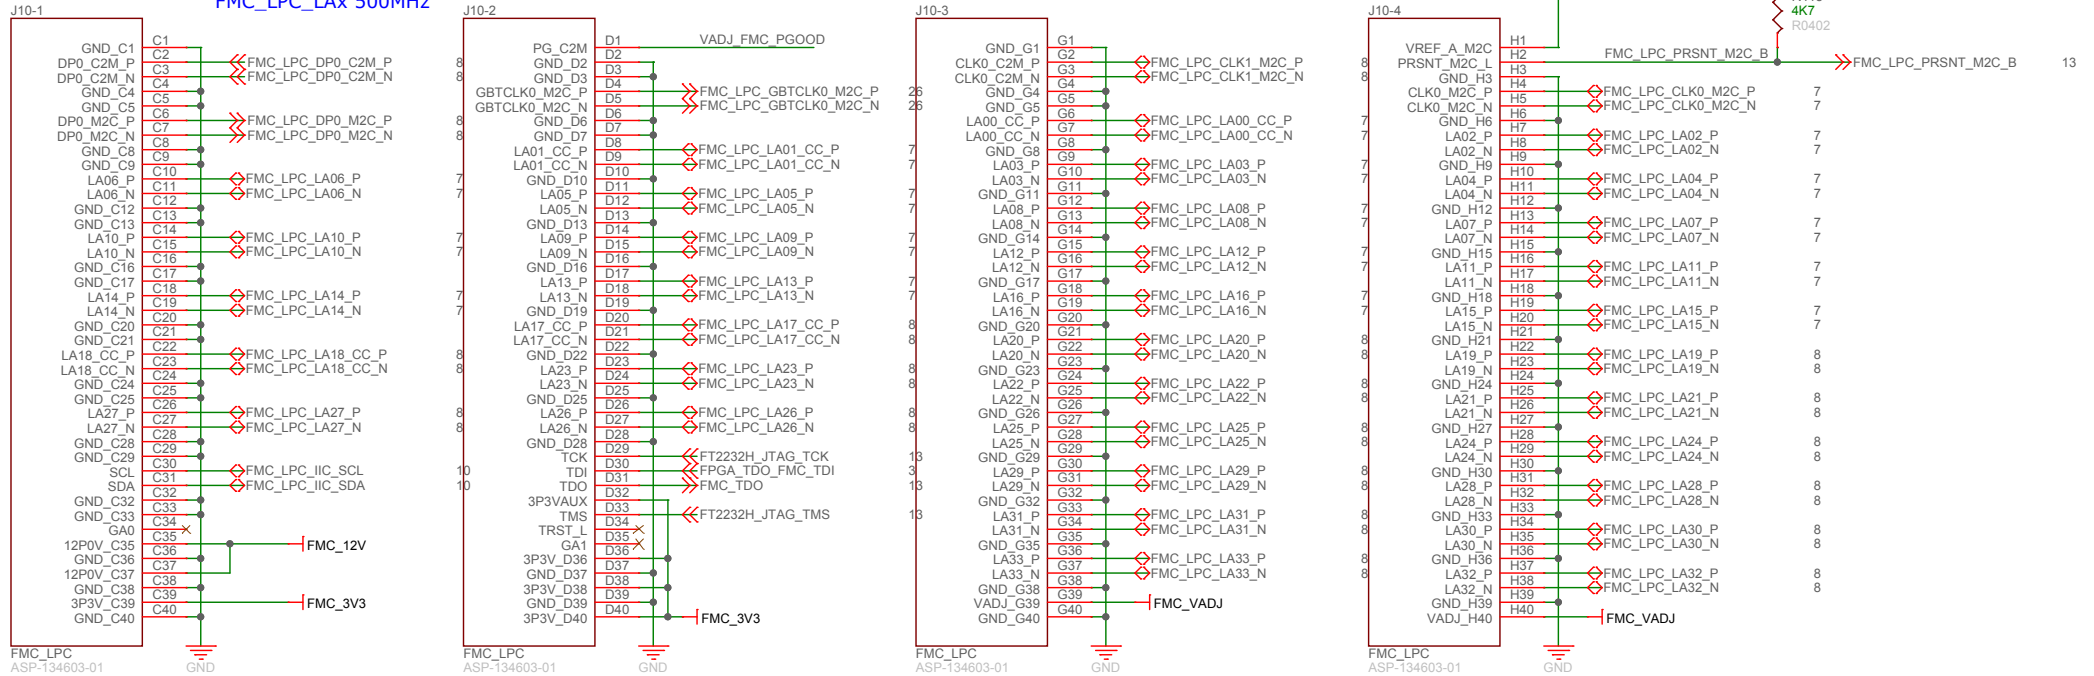 FMC_LPC_LAx 500MHz
J10-1
GND_C1 C1
DP0_C2M_P C2 FMC_LPC_DP0_C2M_P 8
DP0_C2M_N C3 FMC_LPC_DP0_C2M_N 8
GND_C4 C4
GND_C5 C5
DP0_M2C_P C6 FMC_LPC_DP0_M2C_P 8
DP0_M2C_N C7 FMC_LPC_DP0_M2C_N 8
GND_C8 C8
GND_C9 C9
LA06_P C10 FMC_LPC_LA06_P 7
LA06_N C11 FMC_LPC_LA06_N 7
GND_C12 C12
GND_C13 C13
LA10_P C14 FMC_LPC_LA10_P 7
LA10_N C15 FMC_LPC_LA10_N 7
GND_C16 C16
GND_C17 C17
LA14_P C18 FMC_LPC_LA14_P 7
LA14_N C19 FMC_LPC_LA14_N 7
GND_C20 C20
GND_C21 C21
LA18_CC_P C22 FMC_LPC_LA18_CC_P 8
LA18_CC_N C23 FMC_LPC_LA18_CC_N 8
GND_C24 C24
GND_C25 C25
LA27_P C26 FMC_LPC_LA27_P 8
LA27_N C27 FMC_LPC_LA27_N 8
GND_C28 C28
GND_C29 C29
SCL C30 FMC_LPC_IIC_SCL 10
SDA C31 FMC_LPC_IIC_SDA 10
GND_C32 C32
GND_C33 C33
GA0 C34
12P0V_C35 C35 FMC_12V
GND_C36 C36
12P0V_C37 C37
GND_C38 C38
3P3V_C39 C39 FMC_3V3
GND_C40 C40
FMC_LPC
ASP-134603-01 GND
J10-2
PG_C2M D1 VADJ_FMC_PGOOD
GND_D2 D2
GND_D3 D3
GBTCLK0_M2C_P D4 FMC_LPC_GBTCLK0_M2C_P 26
GBTCLK0_M2C_N D5 FMC_LPC_GBTCLK0_M2C_N 26
GND_D6 D6
GND_D7 D7
LA01_CC_P D8 FMC_LPC_LA01_CC_P 7
LA01_CC_N D9 FMC_LPC_LA01_CC_N 7
GND_D10 D10
LA05_P D11 FMC_LPC_LA05_P 7
LA05_N D12 FMC_LPC_LA05_N 7
GND_D13 D13
LA09_P D14 FMC_LPC_LA09_P 7
LA09_N D15 FMC_LPC_LA09_N 7
GND_D16 D16
LA13_P D17 FMC_LPC_LA13_P 7
LA13_N D18 FMC_LPC_LA13_N 7
GND_D19 D19
LA17_CC_P D20 FMC_LPC_LA17_CC_P 8
LA17_CC_N D21 FMC_LPC_LA17_CC_N 8
GND_D22 D22
LA23_P D23 FMC_LPC_LA23_P 8
LA23_N D24 FMC_LPC_LA23_N 8
GND_D25 D25
LA26_P D26 FMC_LPC_LA26_P 8
LA26_N D27 FMC_LPC_LA26_N 8
GND_D28 D28
TCK D29 FT2232H_JTAG_TCK 13
TDI D30 FPGA_TDO_FMC_TDI 3
TDO D31 FMC_TDO 13
3P3VAUX D32
TMS D33 FT2232H_JTAG_TMS 13
TRST_L D34
GA1 D35
3P3V_D36 D36
GND_D37 D37
3P3V_D38 D38
GND_D39 D39
3P3V_D40 D40 FMC_3V3
FMC_LPC
ASP-134603-01 GND
J10-3
GND_G1 G1
CLK0_C2M_P G2 FMC_LPC_CLK1_M2C_P 8
CLK0_C2M_N G3 FMC_LPC_CLK1_M2C_N 8
GND_G4 G4
GND_G5 G5
LA00_CC_P G6 FMC_LPC_LA00_CC_P 7
LA00_CC_N G7 FMC_LPC_LA00_CC_N 7
GND_G8 G8
LA03_P G9 FMC_LPC_LA03_P 7
LA03_N G10 FMC_LPC_LA03_N 7
GND_G11 G11
LA08_P G12 FMC_LPC_LA08_P 7
LA08_N G13 FMC_LPC_LA08_N 7
GND_G14 G14
LA12_P G15 FMC_LPC_LA12_P 7
LA12_N G16 FMC_LPC_LA12_N 7
GND_G17 G17
LA16_P G18 FMC_LPC_LA16_P 7
LA16_N G19 FMC_LPC_LA16_N 7
GND_G20 G20
LA20_P G21 FMC_LPC_LA20_P 8
LA20_N G22 FMC_LPC_LA20_N 8
GND_G23 G23
LA22_P G24 FMC_LPC_LA22_P 8
LA22_N G25 FMC_LPC_LA22_N 8
GND_G26 G26
LA25_P G27 FMC_LPC_LA25_P 8
LA25_N G28 FMC_LPC_LA25_N 8
GND_G29 G29
LA29_P G30 FMC_LPC_LA29_P 8
LA29_N G31 FMC_LPC_LA29_N 8
GND_G32 G32
LA31_P G33 FMC_LPC_LA31_P 8
LA31_N G34 FMC_LPC_LA31_N 8
GND_G35 G35
LA33_P G36 FMC_LPC_LA33_P 8
LA33_N G37 FMC_LPC_LA33_N 8
GND_G38 G38
VADJ_G39 G39 FMC_VADJ
GND_G40 G40
FMC_LPC
ASP-134603-01 GND
J10-4
4K7
R0402
VREF_A_M2C H1
PRSNT_M2C_L H2 FMC_LPC_PRSNT_M2C_B FMC_LPC_PRSNT_M2C_B 13
GND_H3 H3
CLK0_M2C_P H4 FMC_LPC_CLK0_M2C_P 7
CLK0_M2C_N H5 FMC_LPC_CLK0_M2C_N 7
GND_H6 H6
LA02_P H7 FMC_LPC_LA02_P 7
LA02_N H8 FMC_LPC_LA02_N 7
GND_H9 H9
LA04_P H10 FMC_LPC_LA04_P 7
LA04_N H11 FMC_LPC_LA04_N 7
GND_H12 H12
LA07_P H13 FMC_LPC_LA07_P 7
LA07_N H14 FMC_LPC_LA07_N 7
GND_H15 H15
LA11_P H16 FMC_LPC_LA11_P 7
LA11_N H17 FMC_LPC_LA11_N 7
GND_H18 H18
LA15_P H19 FMC_LPC_LA15_P 7
LA15_N H20 FMC_LPC_LA15_N 7
GND_H21 H21
LA19_P H22 FMC_LPC_LA19_P 8
LA19_N H23 FMC_LPC_LA19_N 8
GND_H24 H24
LA21_P H25 FMC_LPC_LA21_P 8
LA21_N H26 FMC_LPC_LA21_N 8
GND_H27 H27
LA24_P H28 FMC_LPC_LA24_P 8
LA24_N H29 FMC_LPC_LA24_N 8
GND_H30 H30
LA28_P H31 FMC_LPC_LA28_P 8
LA28_N H32 FMC_LPC_LA28_N 8
GND_H33 H33
LA30_P H34 FMC_LPC_LA30_P 8
LA30_N H35 FMC_LPC_LA30_N 8
GND_H36 H36
LA32_P H37 FMC_LPC_LA32_P 8
LA32_N H38 FMC_LPC_LA32_N 8
GND_H39 H39
VADJ_H40 H40 FMC_VADJ
FMC_LPC
ASP-134603-01 GND